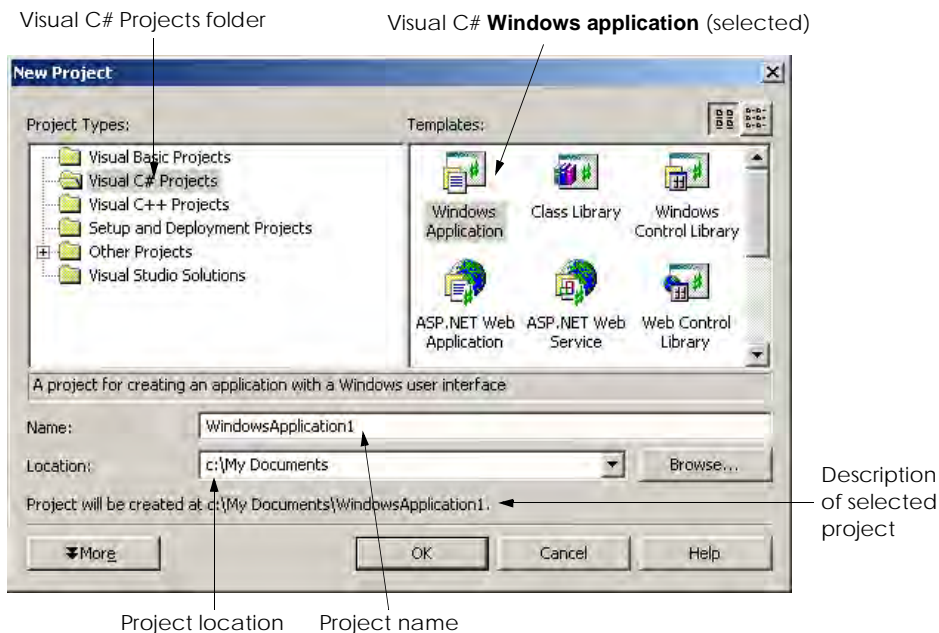 Visual C# Projects folder
Visual C# Windows application (selected)
New Project
Project Types:
Templates:
Visual Basic Projects
Visual C# Projects
Visual C++ Projects
Setup and Deployment Projects
Other Projects
Visual Studio Solutions
Windows
Application
Class Library
Windows
Control Library
ASP.NET Web
Application
ASP.NET Web
Service
Web Control
Library
A project for creating an application with a Windows user interface
Name:
WindowsApplication1
Location:
c:\My Documents
Browse...
Project will be created at c:\My Documents\WindowsApplication1.
Description
of selected
project
More
OK
Cancel
Help
Project location
Project name